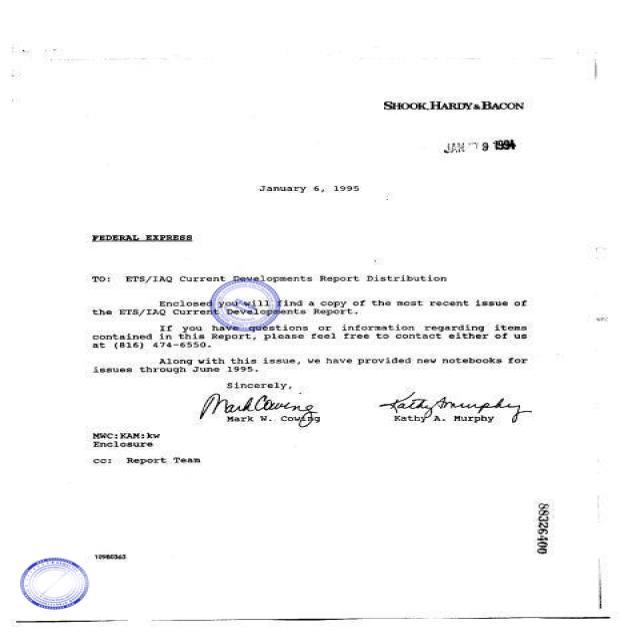 SHOOK, HARDY & BACON
JAN 9 1994
January 6, 1995
FEDERAL EXPRESS
TO: ETS/IAQ Current Developments Report Distribution
Enclosed you will find a copy of the most recent issue of
the ETS/IAQ Current Developments Report.
If you have questions or information regarding items
contained in this Report, please feel free to contact either of us
at (816) 474-6550.
Along with this issue, we have provided new notebooks for
issues through June 1995.
Sincerely,
Mark Cowing Kathy A Murphy
Mark W. Cowing Kathy A. Murphy
MWC:KAM:kw
Enclosure
cc: Report Team
88326400
10980363